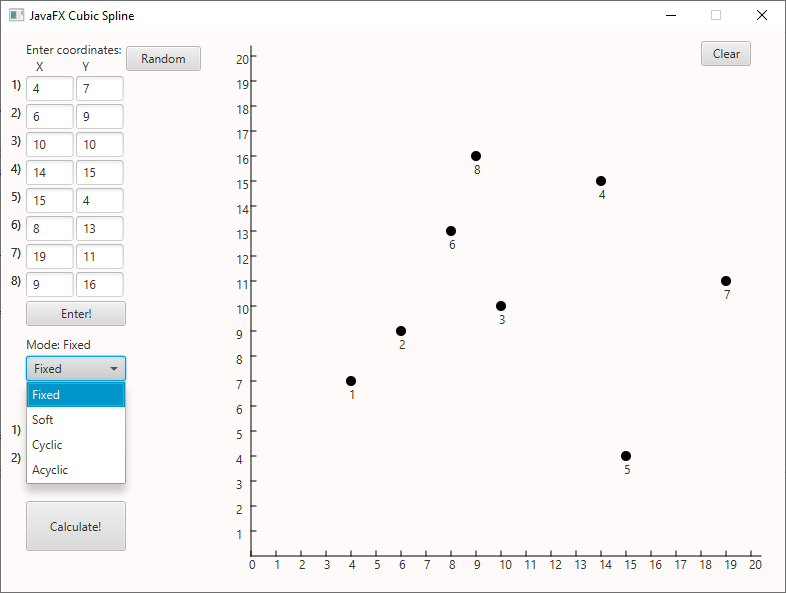 JavaFX Cubic Spline
Enter coordinates:
X Y
Random
Clear
1) 4 7
2) 6 9
3) 10 10
4) 14 15
5) 15 4
6) 8 13
7) 19 11
8) 9 16
Enter!
Mode: Fixed
Fixed
Fixed
Soft
Cyclic
Acyclic
1)
2)
Calculate!
20
19
18
17
16
15
14
13
12
11
10
9
8
7
6
5
4
3
2
1
0 1 2 3 4 5 6 7 8 9 10 11 12 13 14 15 16 17 18 19 20
8
4
6
7
3
2
1
5